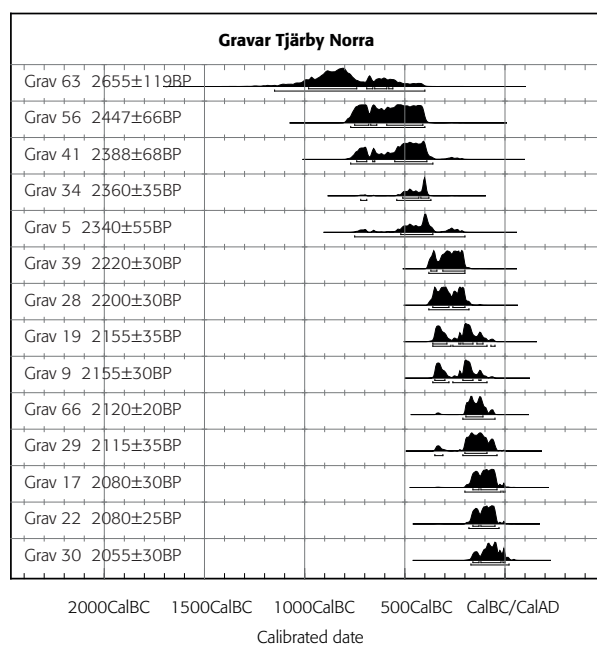 Gravar Tjärby Norra
Grav 63 2655±119BP
Grav 56 2447±66BP
Grav 41 2388±68BP
Grav 34 2360±35BP
Grav 5 2340±55BP
Grav 39 2220±30BP
Grav 28 2200±30BP
Grav 19 2155±35BP
Grav 9 2155±30BP
Grav 66 2120±20BP
Grav 29 2115±35BP
Grav 17 2080±30BP
Grav 22 2080±25BP
Grav 30 2055±30BP
2000CalBC 1500CalBC 1000CalBC 500CalBC CalBC/CalAD
Calibrated date